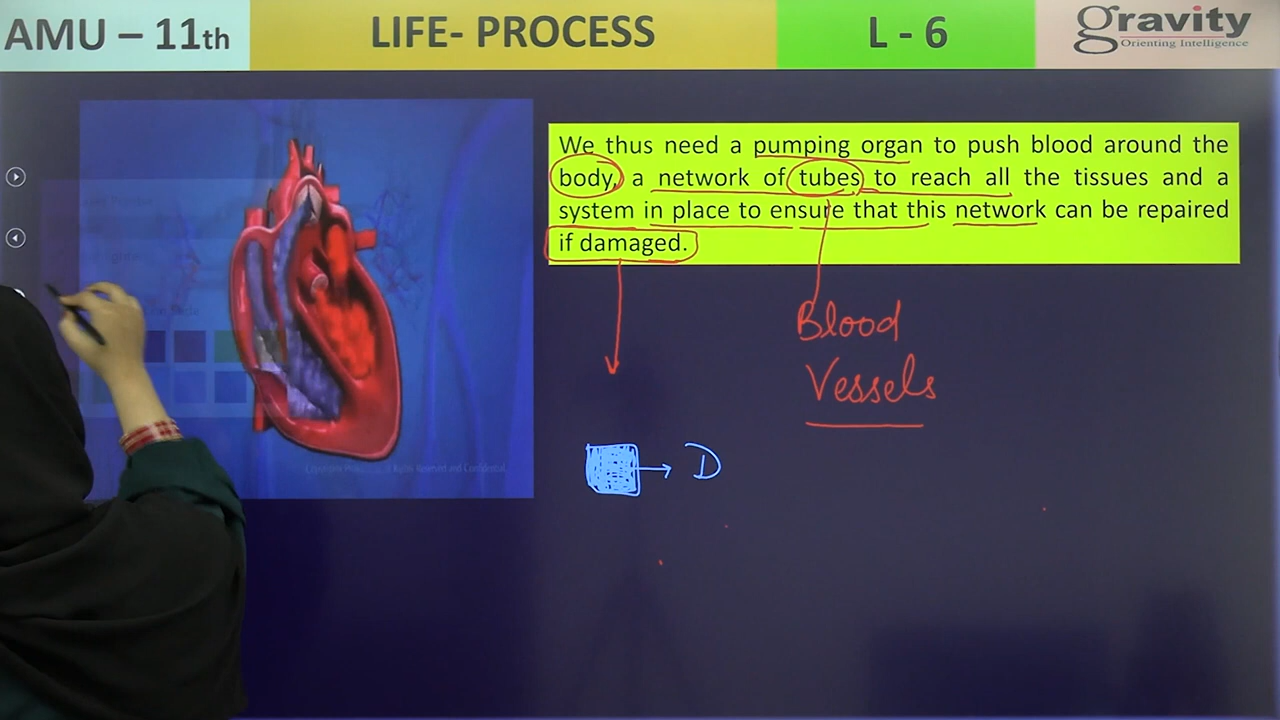 AMU – 11th
LIFE- PROCESS
L - 6
gravity
Orienting Intelligence
We thus need a pumping organ to push blood around the
body, a network of tubes to reach all the tissues and a
system in place to ensure that this network can be repaired
if damaged.
Blood
Vessels
D